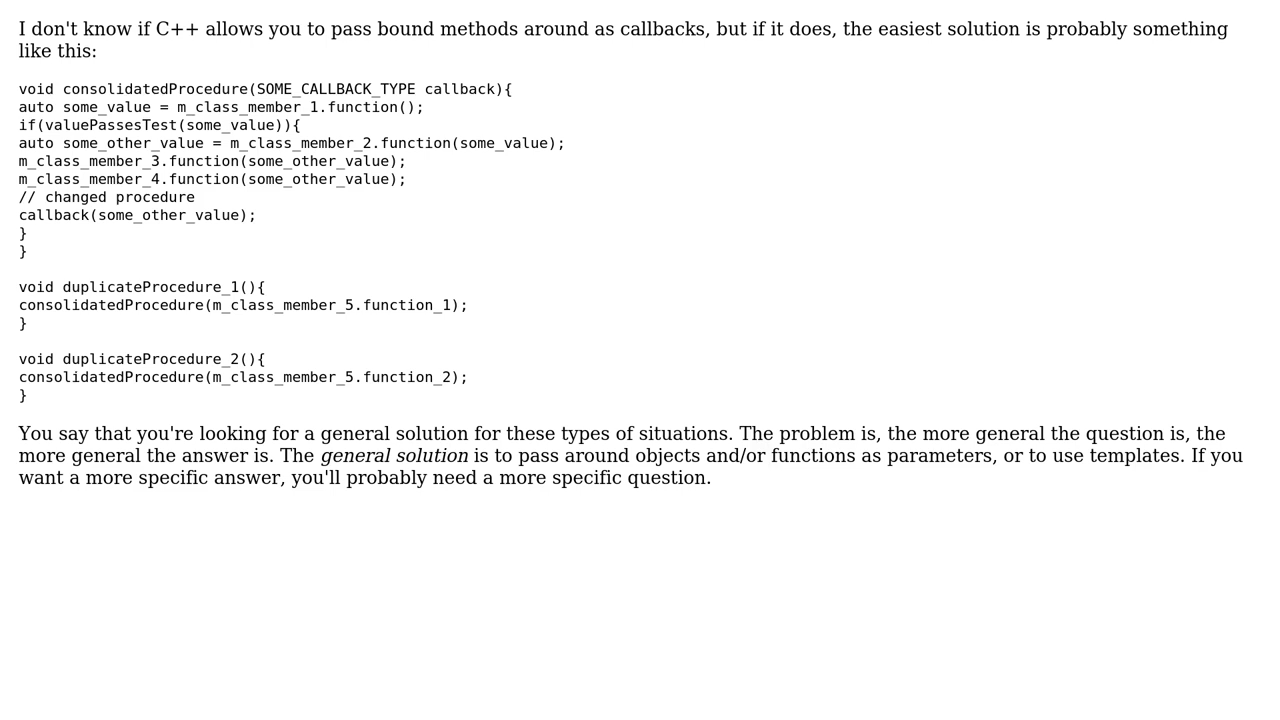 I don't know if C++ allows you to pass bound methods around as callbacks, but if it does, the easiest solution is probably something
like this:
void consolidatedProcedure(SOME_CALLBACK_TYPE callback){
auto some_value = m_class_member_1.function();
if(valuePassesTest(some_value)){
auto some_other_value = m_class_member_2.function(some_value);
m_class_member_3.function(some_other_value);
m_class_member_4.function(some_other_value);
// changed procedure
callback(some_other_value);
}
}
void duplicateProcedure_1(){
consolidatedProcedure(m_class_member_5.function_1);
}
void duplicateProcedure_2(){
consolidatedProcedure(m_class_member_5.function_2);
}
You say that you're looking for a general solution for these types of situations. The problem is, the more general the question is, the
more general the answer is. The general solution is to pass around objects and/or functions as parameters, or to use templates. If you
want a more specific answer, you'll probably need a more specific question.